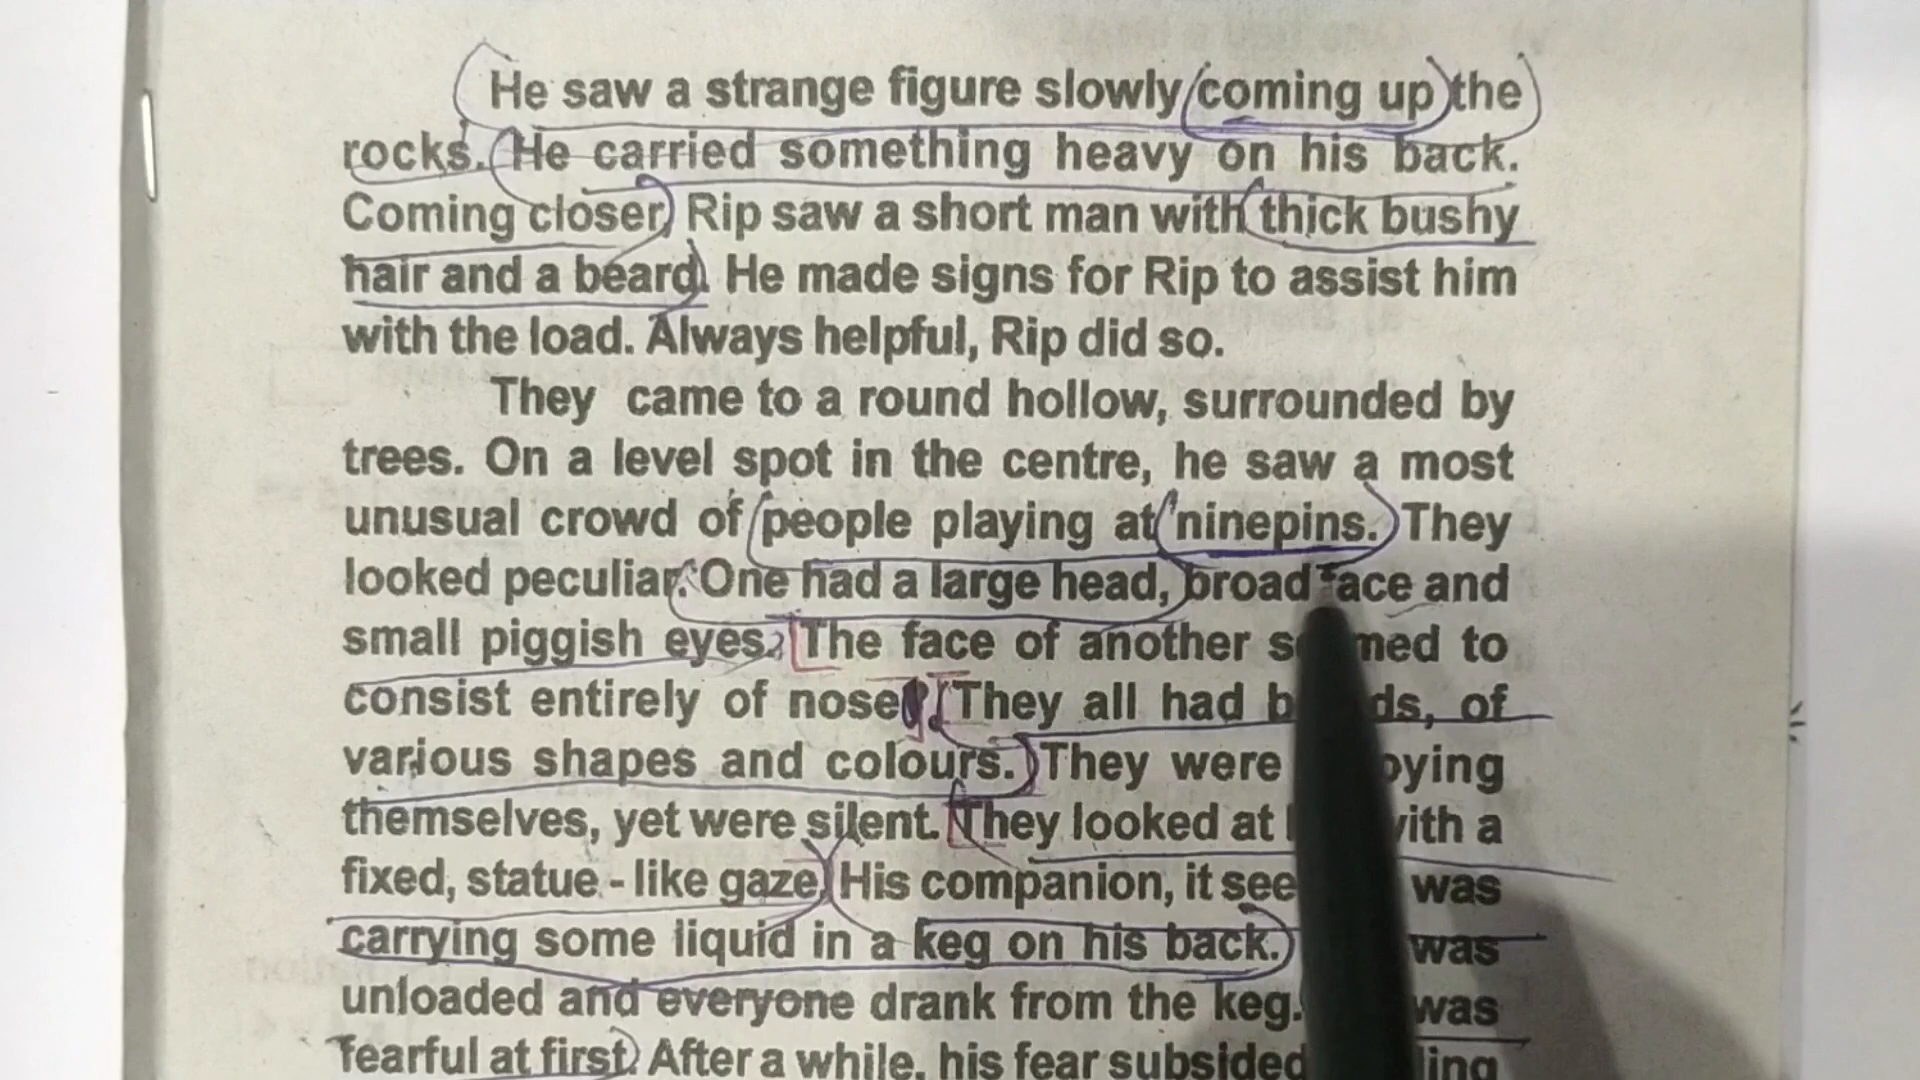 He saw a strange figure slowly coming up the
rocks. He carried something heavy on his back.
Coming closer, Rip saw a short man with thick bushy
hair and a beard. He made signs for Rip to assist him
with the load. Always helpful, Rip did so.
They came to a round hollow, surrounded by
trees. On a level spot in the centre, he saw a most
unusual crowd of people playing at 'ninepins. They
looked peculiar. One had a large head, broad face and
small piggish eyes. The face of another to
consist entirely of nose. They all had of
various shapes and colours. They were
themselves, yet were silent. They looked at with a
fixed, statue - like gaze. His companion, it was
carrying some liquid in a keg on his back. was
unloaded and everyone drank from the keg. was
fearful at first. After a while, his fear subsided